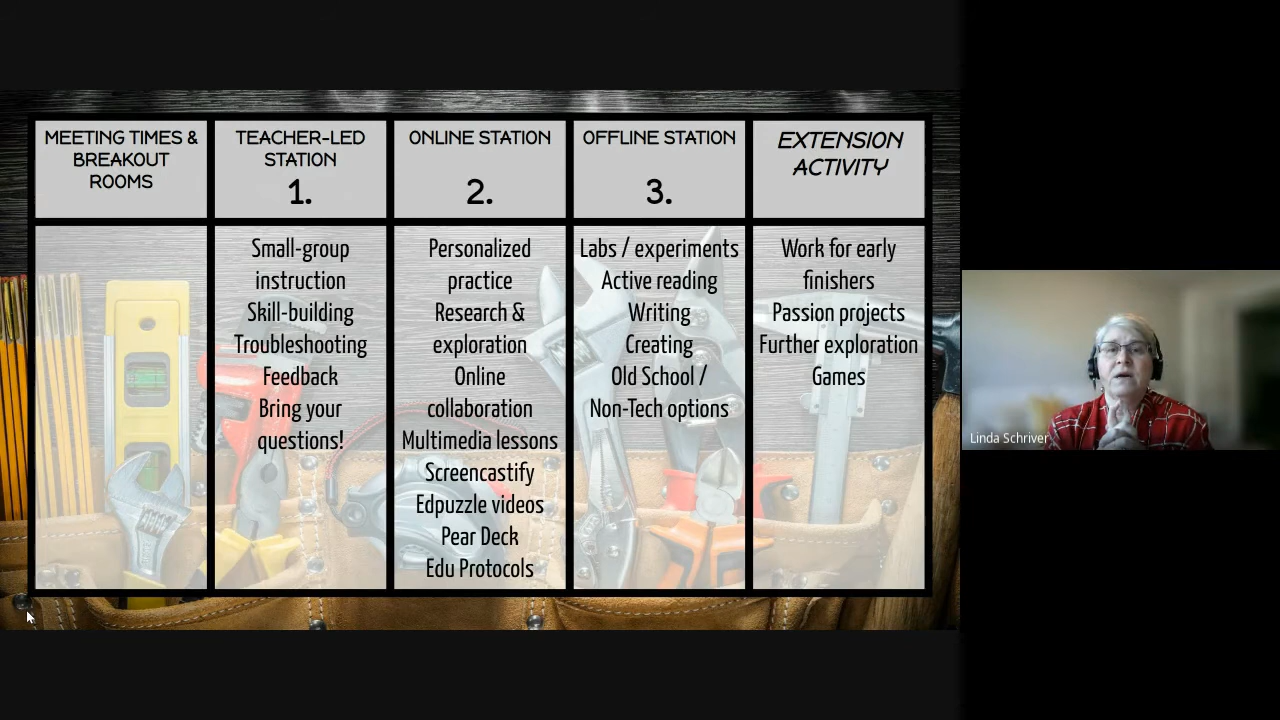 MEETING TIMES &
BREAKOUT
ROOMS
EACHER-LED
STATION
1.
ONLINE STATION
2.
OFFLINE STATION
3.
EXTENSION
ACTIVITY
Small-group
instruction
Skill-building
Troubleshooting
Feedback
Bring your
questions!
Personalized
practice
Research &
exploration
Online
collaboration
Multimedia lessons
Screencastify
Edpuzzle videos
Pear Deck
Edu Protocols
Labs / experiments
Active reading
Writing
Creating
Old School /
Non-Tech options
Work for early
finishers
Passion projects
Further exploration
Games
Linda Schriver